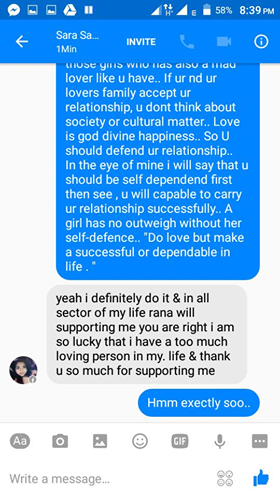 58% 8:39 PM
Sara Sa...
1Min
INVITE
those girls who has also a mad
lover like u have.. If ur nd ur
lovers family accept ur
relationship, u dont think about
society or cultural matter.. Love
is god divine happiness.. So U
should defend ur relationship..
In the eye of mine i will say that u
should be self dependend first
then see , u will capable to carry
ur relationship successfully.. A
girl has no outweigh without her
self-defence.. "Do love but make
a successful or dependable in
life . "
yeah i definitely do it & in all
sector of my life rana will
supporting me you are right i am
so lucky that i have a too much
loving person in my. life & thank
u so much for supporting me
Hmm exectly soo..
Aa
GIF
Write a message...